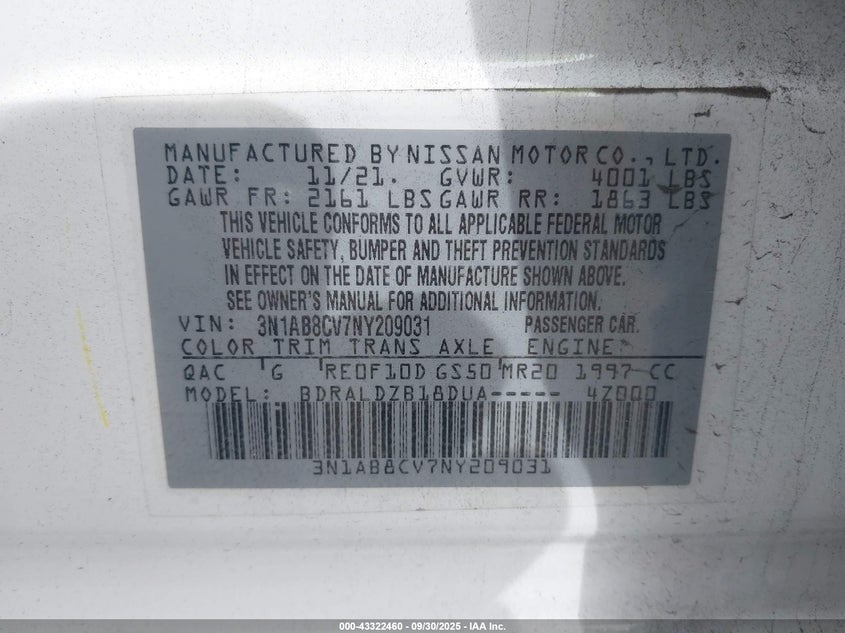 MANUFACTURED BY NISSAN MOTOR CO., LTD.
DATE: 11/21. GVWR: 4001 LBS
GAWR FR: 2161 LBS GAWR RR: 1863 LBS
THIS VEHICLE CONFORMS TO ALL APPLICABLE FEDERAL MOTOR
VEHICLE SAFETY, BUMPER AND THEFT PREVENTION STANDARDS
IN EFFECT ON THE DATE OF MANUFACTURE SHOWN ABOVE.
SEE OWNER'S MANUAL FOR ADDITIONAL INFORMATION.
VIN: 3N1AB8CV7NY209031 PASSENGER CAR.
COLOR TRIM TRANS AXLE ENGINE:
QAC G RE0F10D GS50 MR20 1997 CC
MODEL: BDRALDZB18DUA----- 4Z000
3N1AB8CV7NY209031
000-43322460 - 09/30/2025 - IAA Inc.